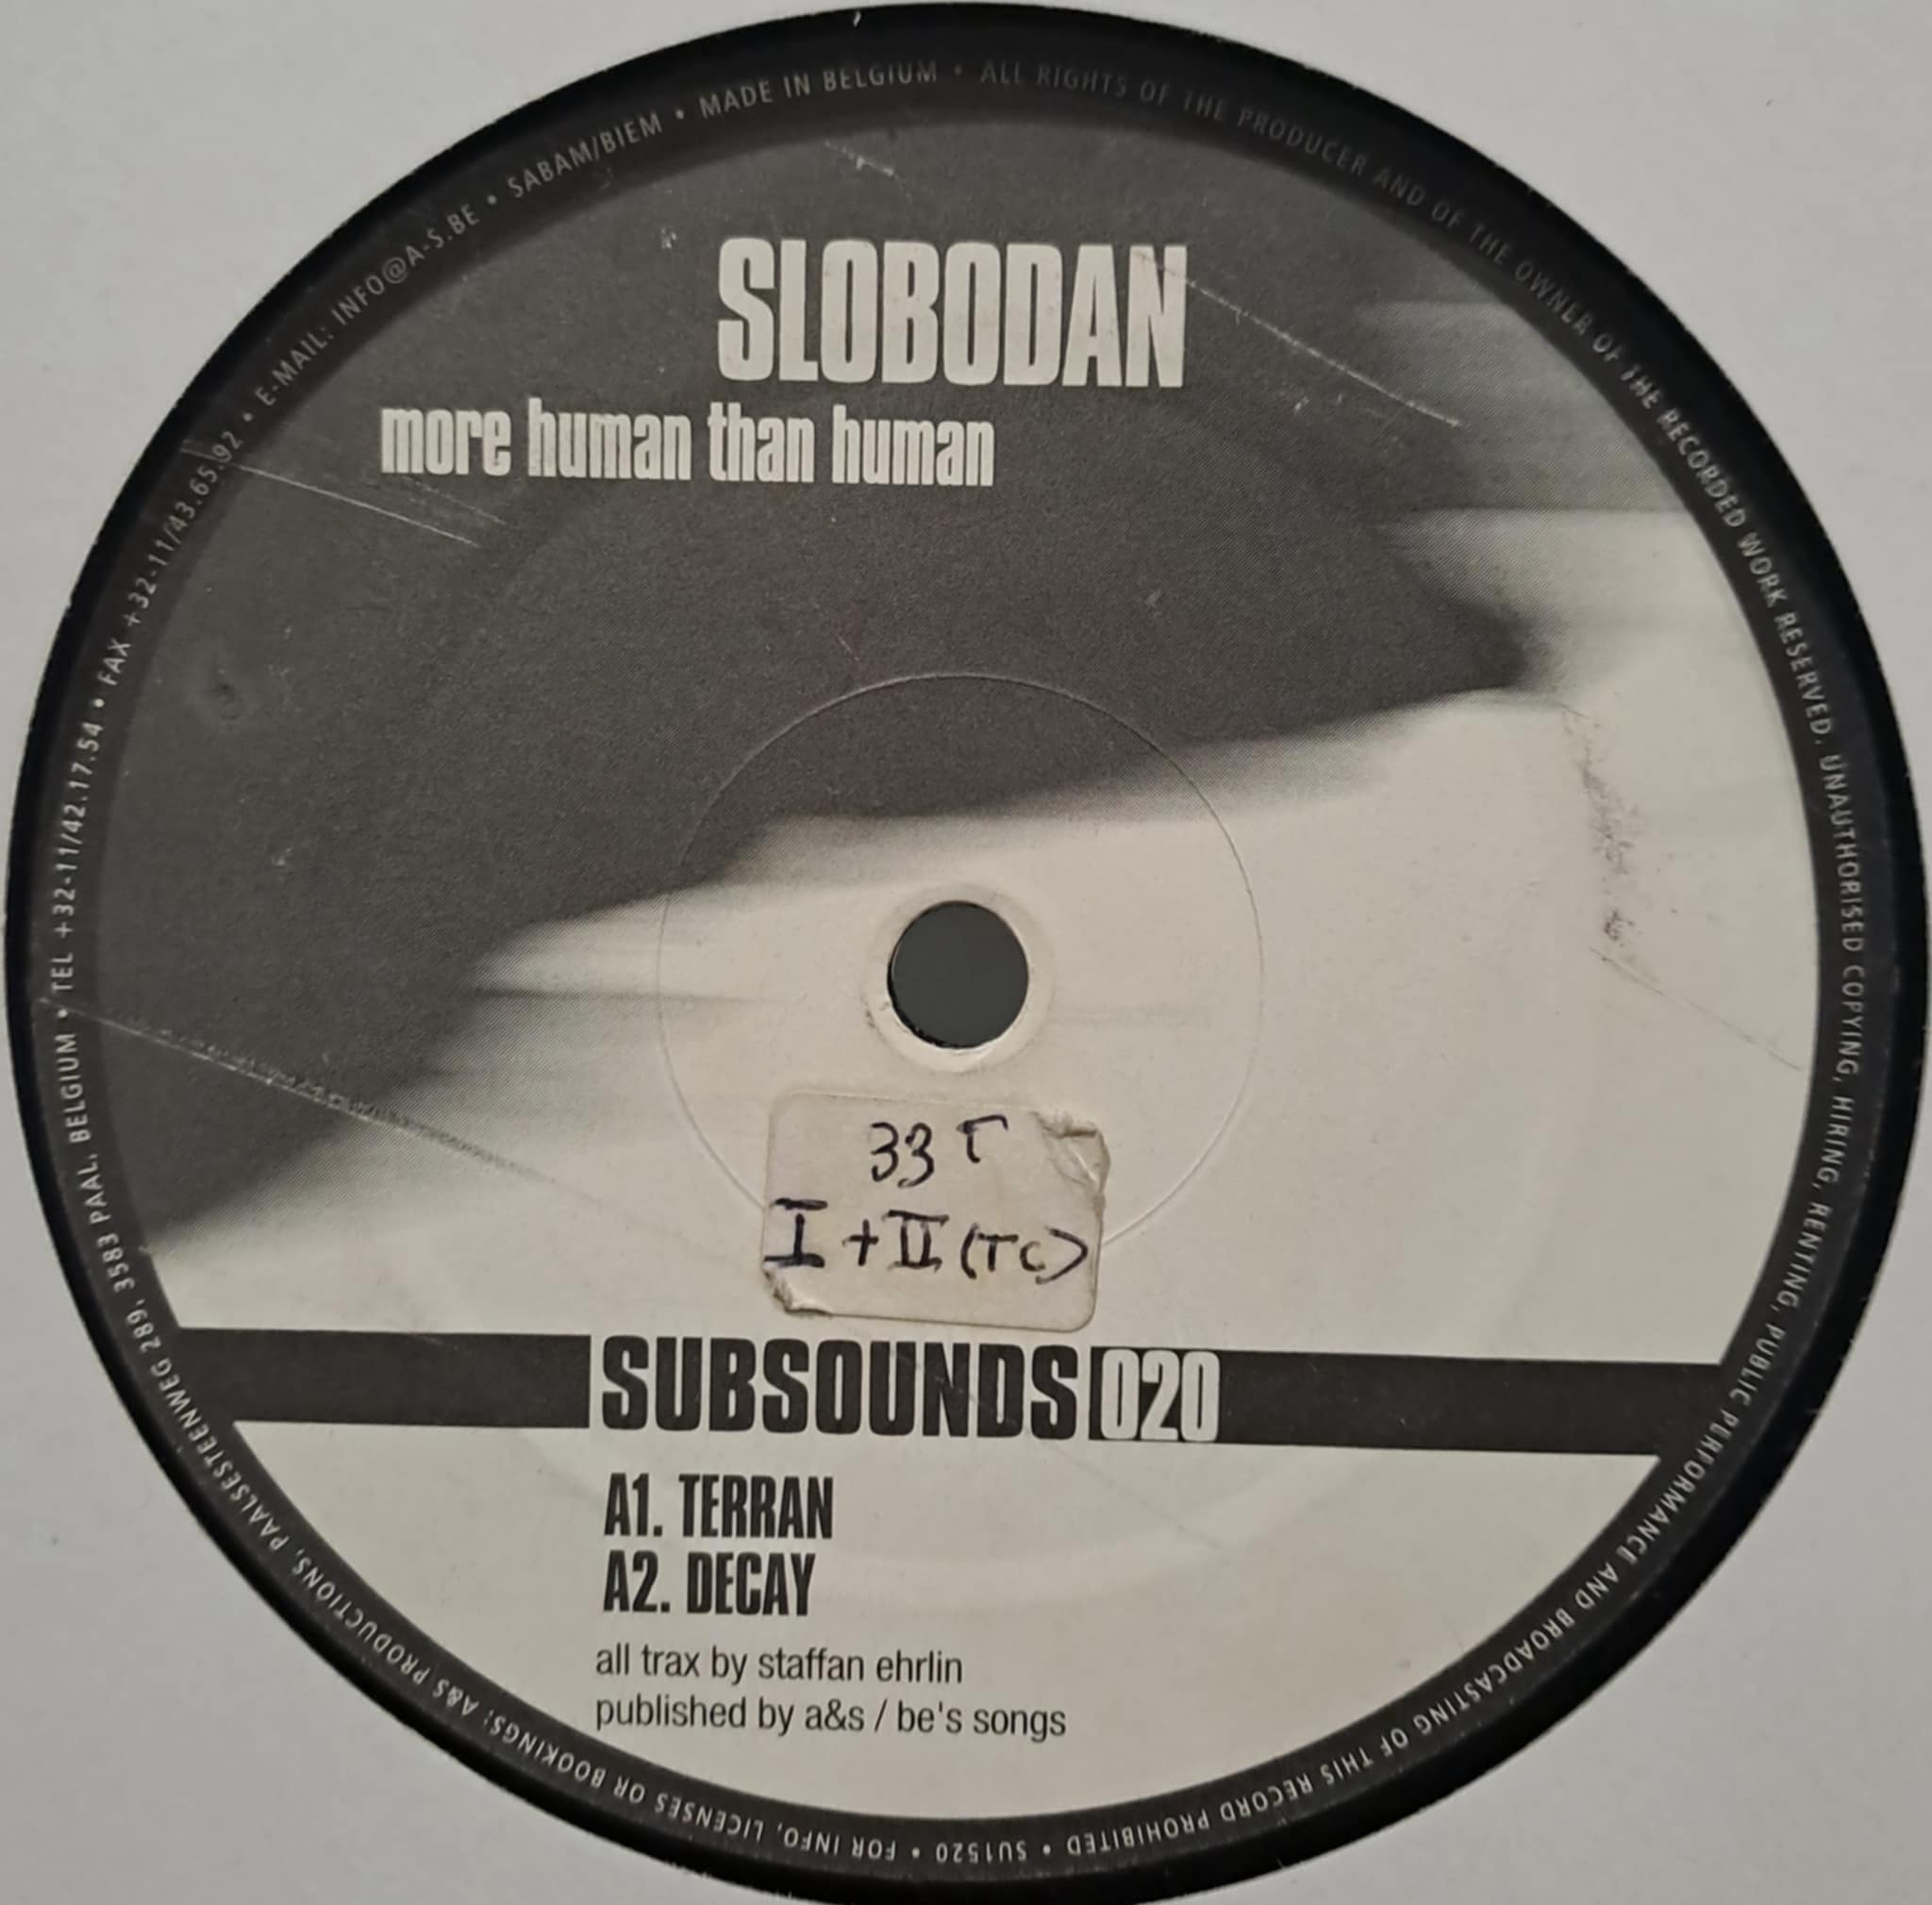 SLOBODAN
more human than human
33 T
I + II (TC)
SUBSOUNDS 020
A1. TERRAN
A2. DECAY
all trax by staffan ehrlin
published by a&s / be's songs
FOR INFO, LICENSES OR BOOKINGS: A&S PRODUCTIONS, PAALSESTEENWEG 289, 3583 PAAL, BELGIUM • TEL +32-11/42.17.54 • FAX +32-11/43.65.92 • E-MAIL: INFO@A-S.BE • SABAM/BIEM • MADE IN BELGIUM • ALL RIGHTS OF THE PRODUCER AND OF THE OWNER OF THE RECORDED WORK RESERVED. UNAUTHORISED COPYING, HIRING, RENTING, PUBLIC PERFORMANCE AND BROADCASTING OF THIS RECORD PROHIBITED • SU1520 •